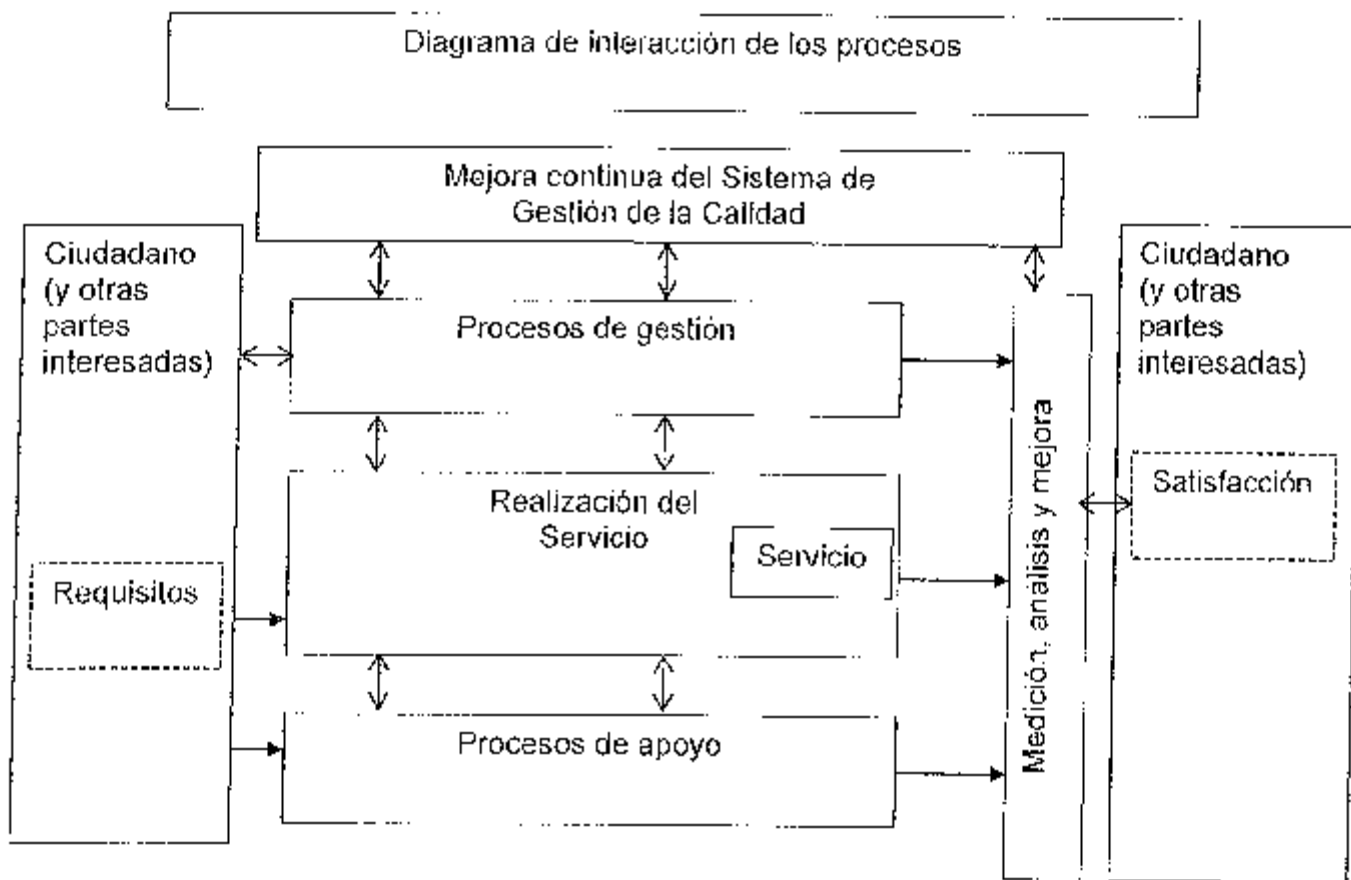 Diagrama de interacción de los procesos
Mejora continua del Sistema de
Gestión de la Calidad
Ciudadano
(y otras
partes
interesadas)
Requisitos
Procesos de gestión
Realización del
Servicio
Servicio
Procesos de apoyo
Medición, análisis y mejora
Ciudadano
(y otras
partes
interesadas)
Satisfacción